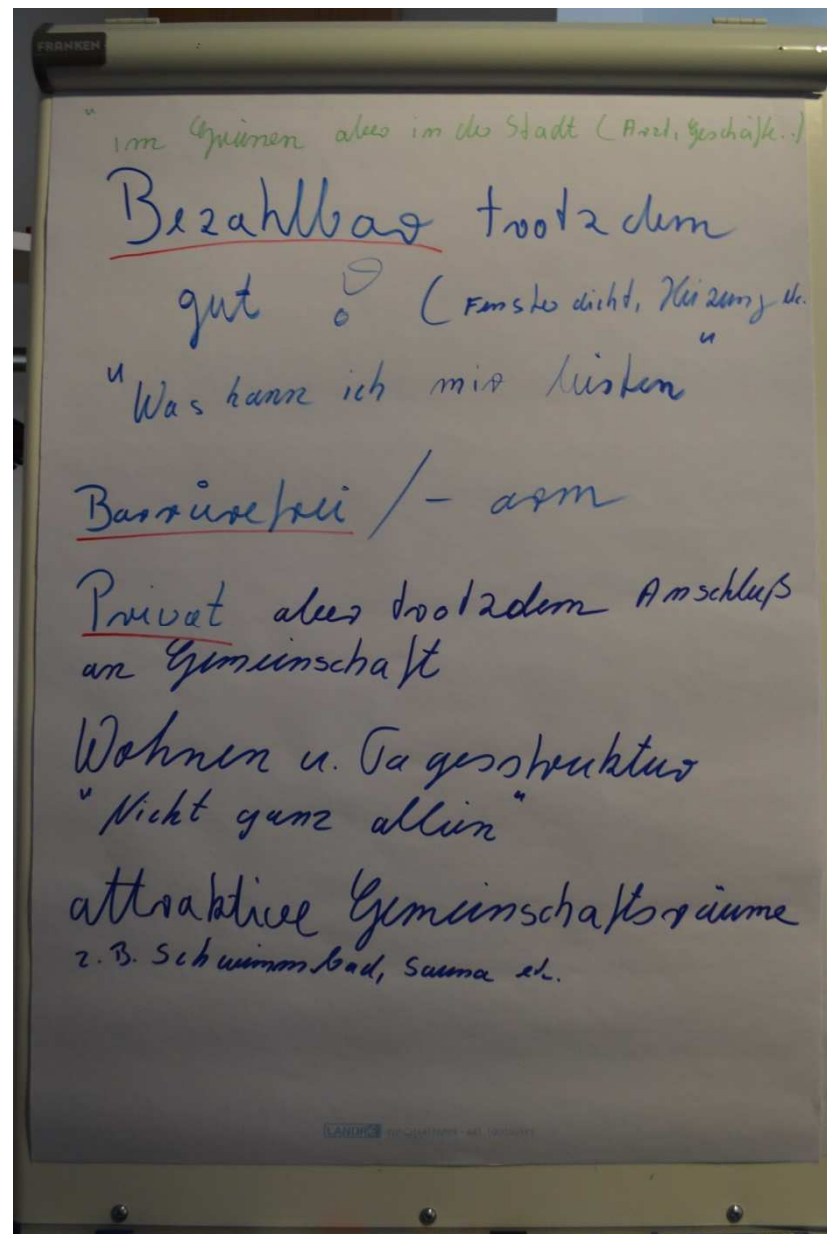 FRANKEN
" im Grünen aber in der Stadt (Arzt, Geschäfte..)
Bezahlbar trotzdem
gut ? (Fenster dicht, Heizung etc.
"Was kann ich mir leisten"
Barrierefrei / - arm
Privat aber trotzdem Anschluß
an Gemeinschaft
Wohnen u. Tagesstruktur
"Nicht ganz allein"
attraktive Gemeinschaftsräume
z.B. Schwimmbad, Sauna etc.
LANDRÉ